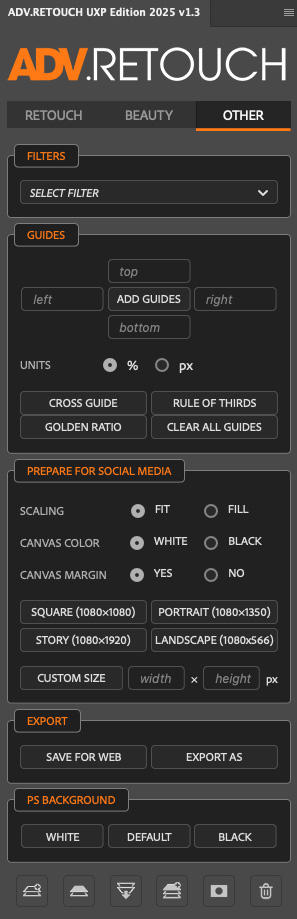 ADV.RETOUCH UXP Edition 2025 v1.3
ADV.RETOUCH
RETOUCH BEAUTY OTHER
FILTERS
SELECT FILTER
GUIDES
top
left ADD GUIDES right
bottom
UNITS % px
CROSS GUIDE RULE OF THIRDS
GOLDEN RATIO CLEAR ALL GUIDES
PREPARE FOR SOCIAL MEDIA
SCALING FIT FILL
CANVAS COLOR WHITE BLACK
CANVAS MARGIN YES NO
SQUARE (1080×1080) PORTRAIT (1080×1350)
STORY (1080×1920) LANDSCAPE (1080x566)
CUSTOM SIZE width × height px
EXPORT
SAVE FOR WEB EXPORT AS
PS BACKGROUND
WHITE DEFAULT BLACK